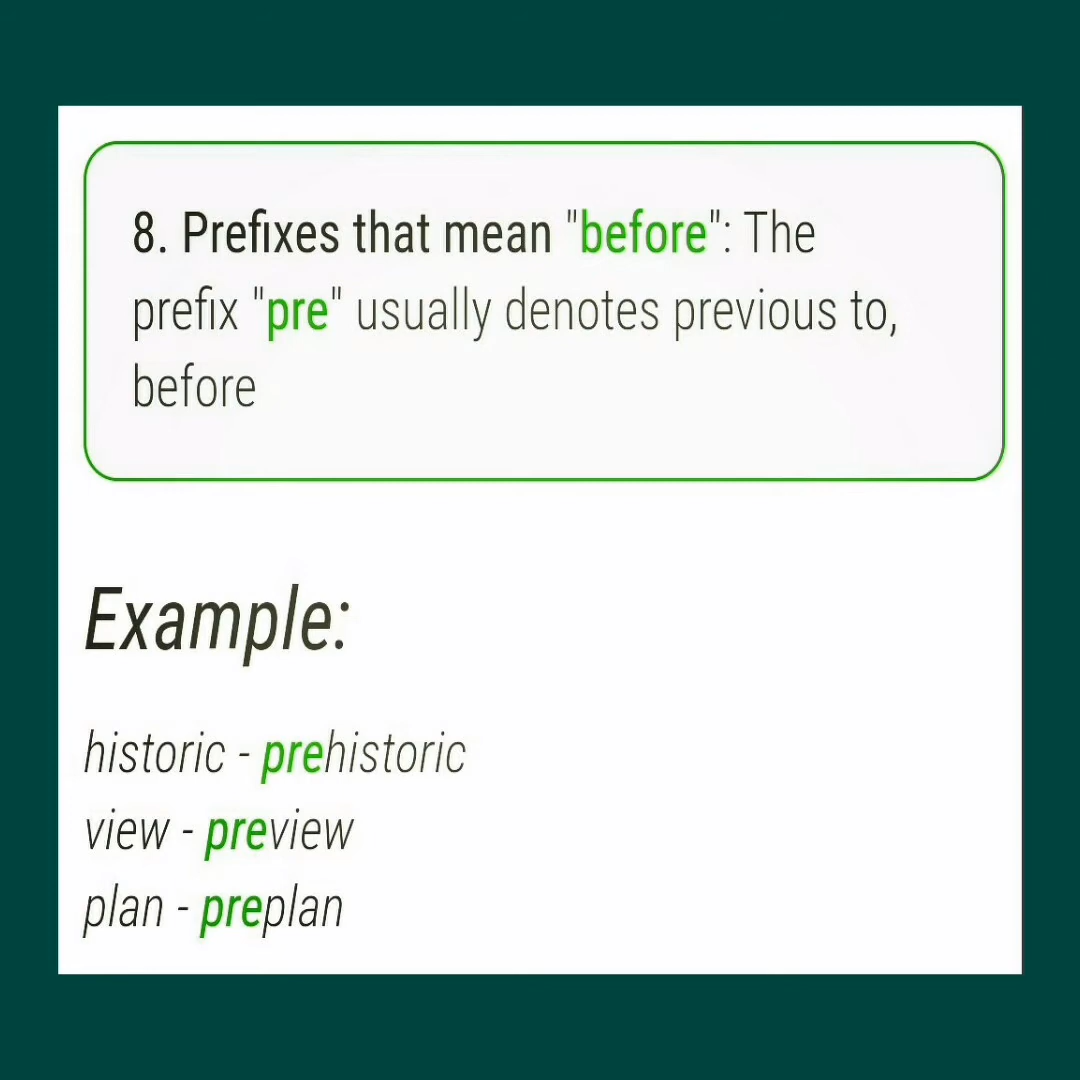 8. Prefixes that mean "before": The
prefix "pre" usually denotes previous to,
before
Example:
historic - prehistoric
view - preview
plan - preplan